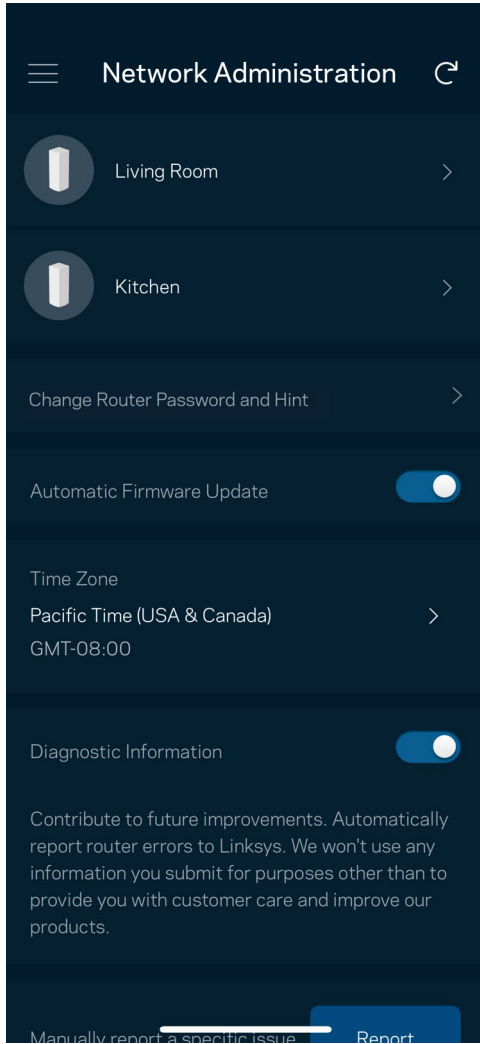 Network Administration
Living Room
Kitchen
Change Router Password and Hint
Automatic Firmware Update
Time Zone
Pacific Time (USA & Canada)
GMT-08:00
Diagnostic Information
Contribute to future improvements. Automatically
report router errors to Linksys. We won't use any
information you submit for purposes other than to
provide you with customer care and improve our
products.
Manually report a specific issue Report